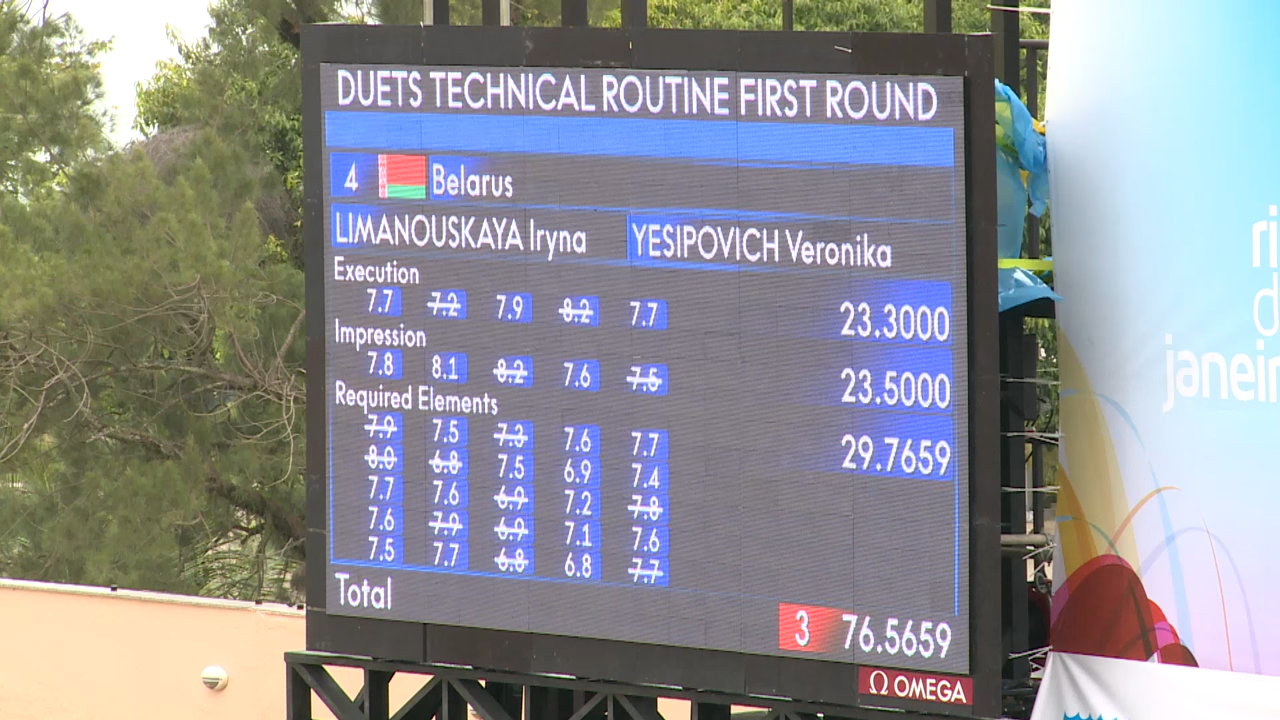 DUETS TECHNICAL ROUTINE FIRST ROUND
4 Belarus
LIMANOUSKAYA Iryna YESIPOVICH Veronika
Execution
7.7 7.2 7.9 8.2 7.7 23.3000
Impression
7.8 8.1 8.2 7.6 7.5 23.5000
Required Elements
7.9 7.5 7.3 7.6 7.7 29.7659
8.0 6.8 7.5 6.9 7.4
7.7 7.6 6.9 7.2 7.8
7.6 7.9 6.9 7.1 7.6
7.5 7.7 6.8 6.8 7.7
Total 3 76.5659
Ω OMEGA
ri
d
janeir